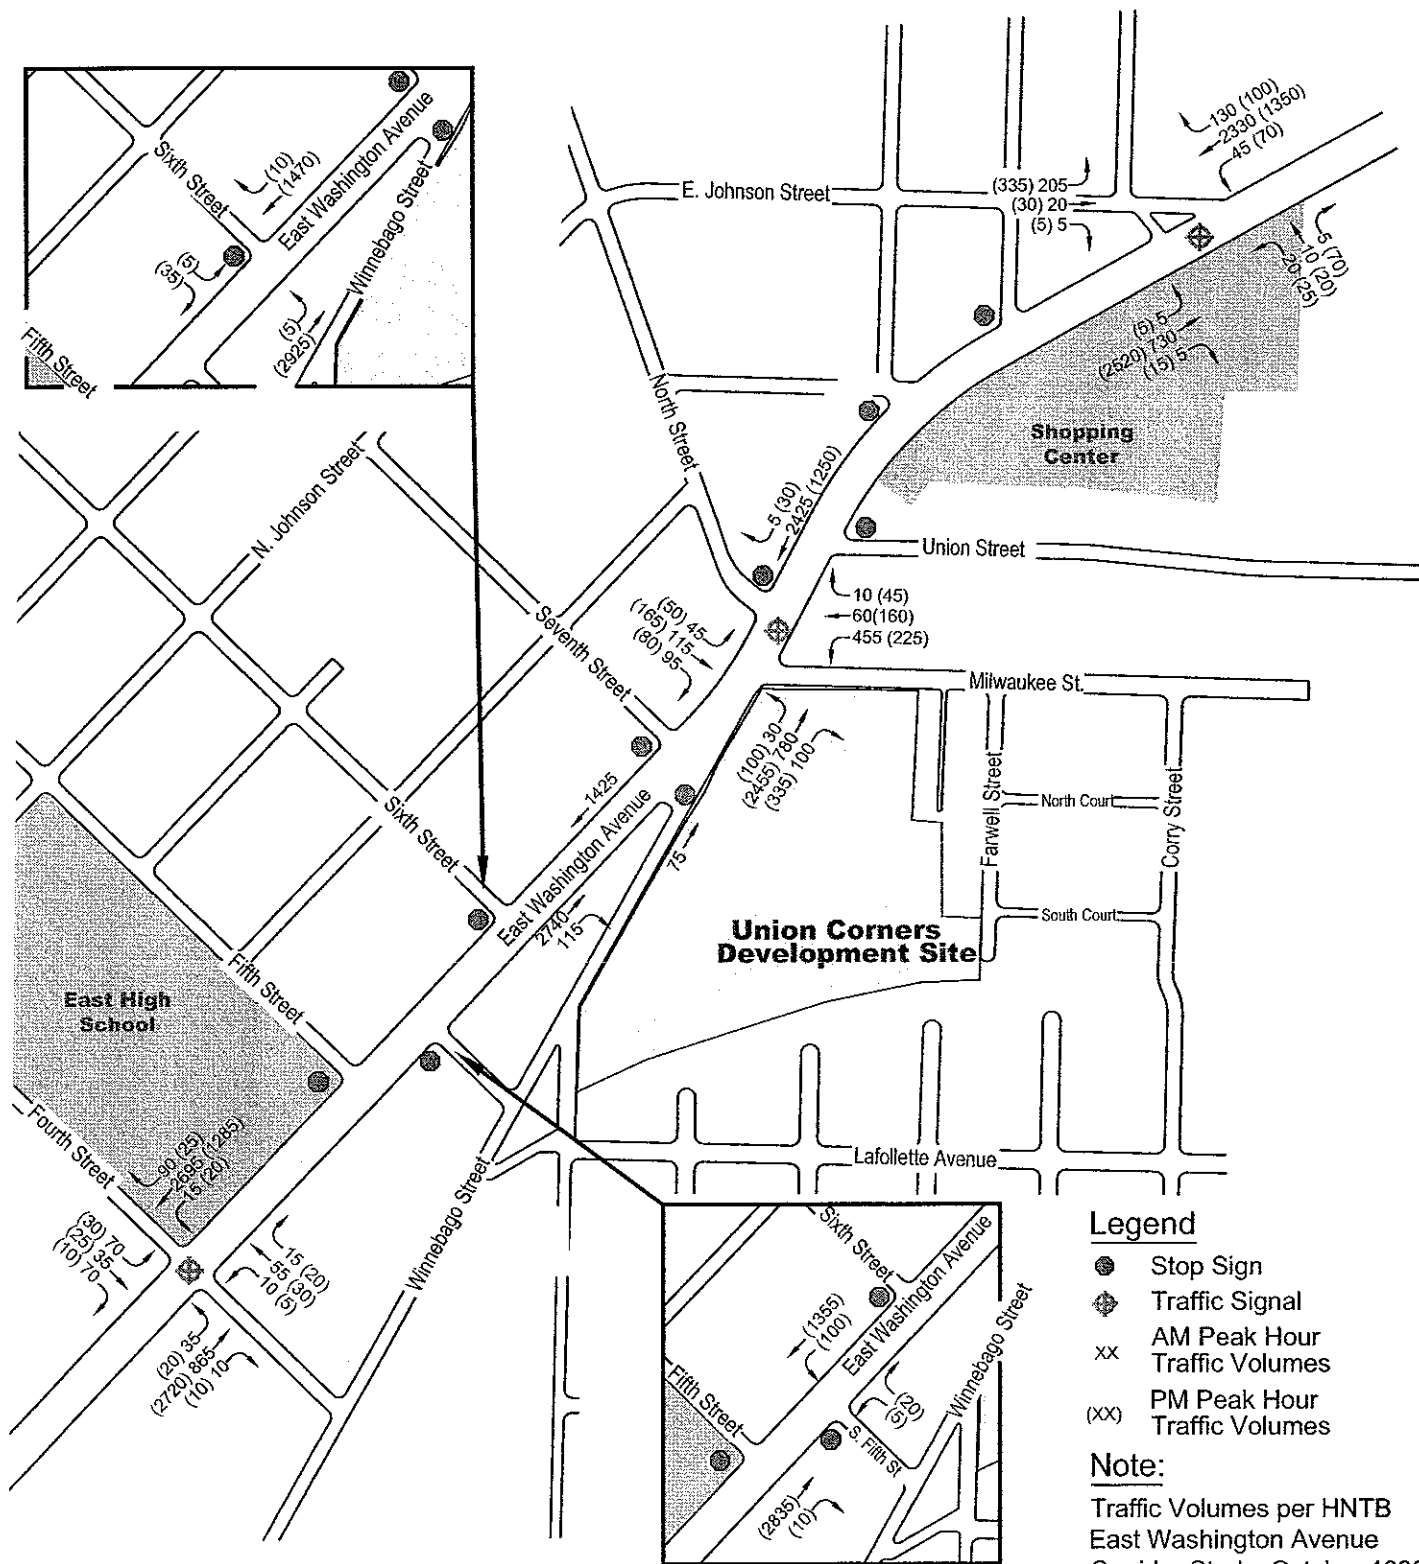 Sixth Street
(10)
(1470)
East Washington Avenue
Winnebago Street
(5)
(35)
(5)
(2925)
Fifth Street
E. Johnson Street
130 (100)
2330 (1350)
45 (70)
(335) 205
(30) 20
(5) 5
5 (70)
10 (20)
20 (25)
(5) 5
(2520) 730
(15) 5
Shopping
Center
North Street
5 (30)
2425 (1250)
Union Street
N. Johnson Street
Seventh Street
(50) 45
(165) 115
(80) 95
10 (45)
60(160)
455 (225)
Milwaukee St.
(100) 30
(2455) 780
(335) 100
Farwell Street
North Court
Corry Street
South Court
1425
Sixth Street
East Washington Avenue
2740
115
75
Union Corners
Development Site
East High
School
Fifth Street
Fourth Street
90 (25)
2695 (1285)
15 (20)
(30) 70
(25) 35
(10) 70
15 (20)
55 (30)
10 (5)
(20) 35
(2720) 865
(10) 10
Winnebago Street
Lafollette Avenue
Sixth Street
East Washington Avenue
Winnebago Street
(1355)
(100)
Fifth Street
(20)
(5)
S. Fifth St
(2835)
(10)
Legend
Stop Sign
Traffic Signal
XX AM Peak Hour
Traffic Volumes
(XX) PM Peak Hour
Traffic Volumes
Note:
Traffic Volumes per HNTB
East Washington Avenue